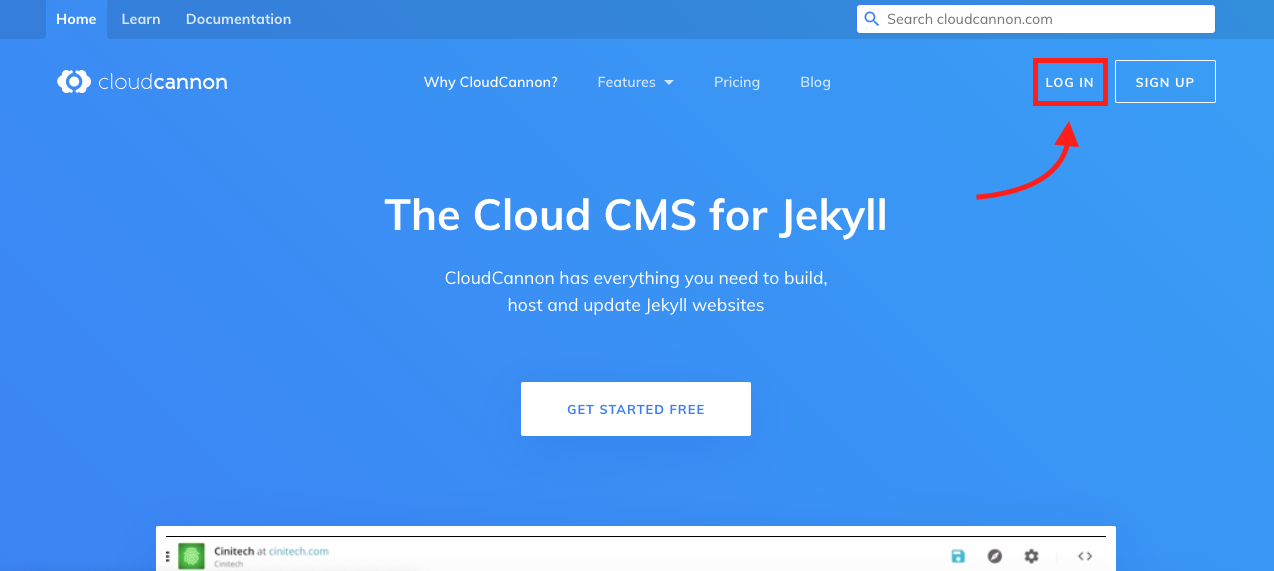 Home Learn Documentation Search cloudcannon.com
cloudcannon Why CloudCannon? Features Pricing Blog LOG IN SIGN UP
The Cloud CMS for Jekyll
CloudCannon has everything you need to build,
host and update Jekyll websites
GET STARTED FREE
Cinitech at cinitech.com
Cinitech